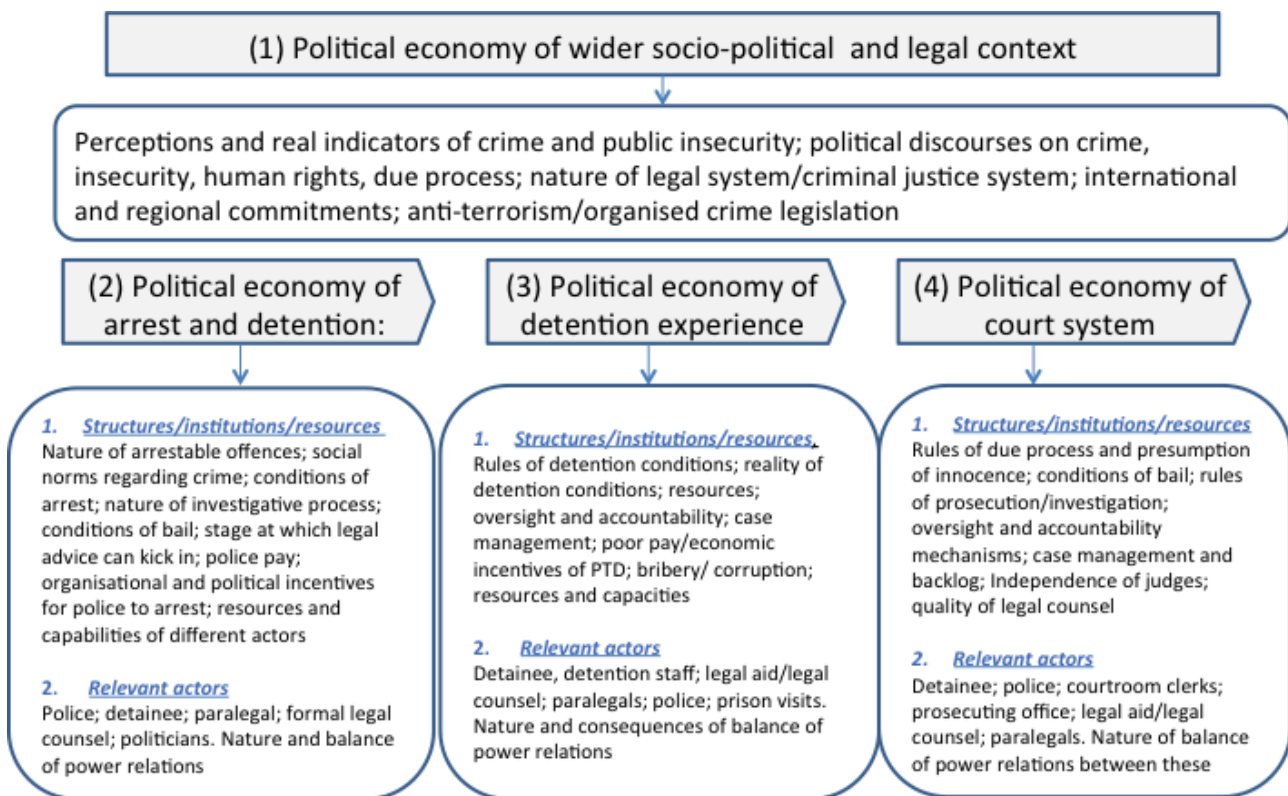 (1) Political economy of wider socio-political and legal context
Perceptions and real indicators of crime and public insecurity; political discourses on crime,
insecurity, human rights, due process; nature of legal system/criminal justice system; international
and regional commitments; anti-terrorism/organised crime legislation
(2) Political economy of
arrest and detention:
1. Structures/institutions/resources
Nature of arrestable offences; social
norms regarding crime; conditions of
arrest; nature of investigative process;
conditions of bail; stage at which legal
advice can kick in; police pay;
organisational and political incentives
for police to arrest; resources and
capabilities of different actors
2. Relevant actors
Police; detainee; paralegal; formal legal
counsel; politicians. Nature and balance
of power relations
(3) Political economy of
detention experience
1. Structures/institutions/resources,
Rules of detention conditions; reality of
detention conditions; resources;
oversight and accountability; case
management; poor pay/economic
incentives of PTD; bribery/ corruption;
resources and capacities
2. Relevant actors
Detainee, detention staff; legal aid/legal
counsel; paralegals; police; prison visits.
Nature and consequences of balance of
power relations
(4) Political economy of
court system
1. Structures/institutions/resources
Rules of due process and presumption
of innocence; conditions of bail; rules
of prosecution/investigation;
oversight and accountability
mechanisms; case management and
backlog; Independence of judges;
quality of legal counsel
2. Relevant actors
Detainee; police; courtroom clerks;
prosecuting office; legal aid/legal
counsel; paralegals. Nature of balance
of power relations between these